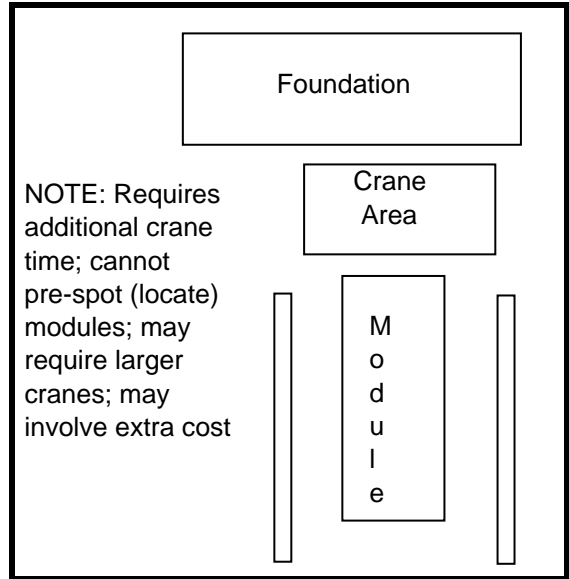 Foundation
Crane
Area
NOTE: Requires
additional crane
time; cannot
pre-spot (locate)
modules; may
require larger
cranes; may
involve extra cost
M
o
d
u
l
e